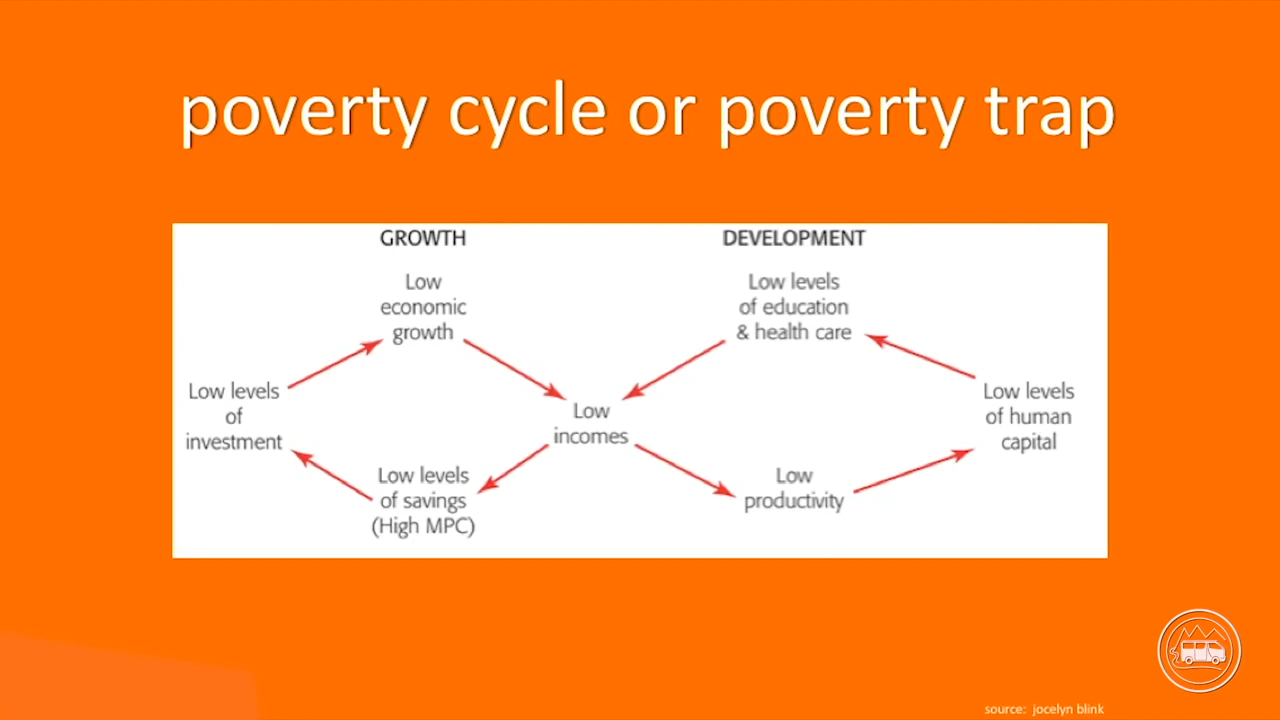 poverty cycle or poverty trap
GROWTH
Low
economic
growth
DEVELOPMENT
Low levels
of education
& health care
Low levels
of
investment
Low
incomes
Low levels
of human
capital
Low levels
of savings
(High MPC)
Low
productivity
source: jocelyn blink